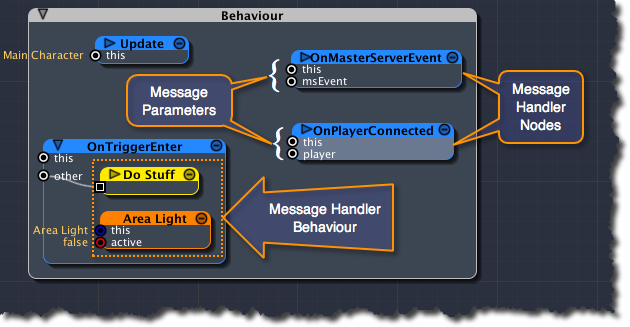 Behaviour
Update
Main Character
this
OnMasterServerEvent
this
msEvent
Message
Parameters
Message
Handler
Nodes
OnPlayerConnected
this
player
OnTriggerEnter
this
other
Do Stuff
Area Light
Area Light
this
false
active
Message Handler
Behaviour